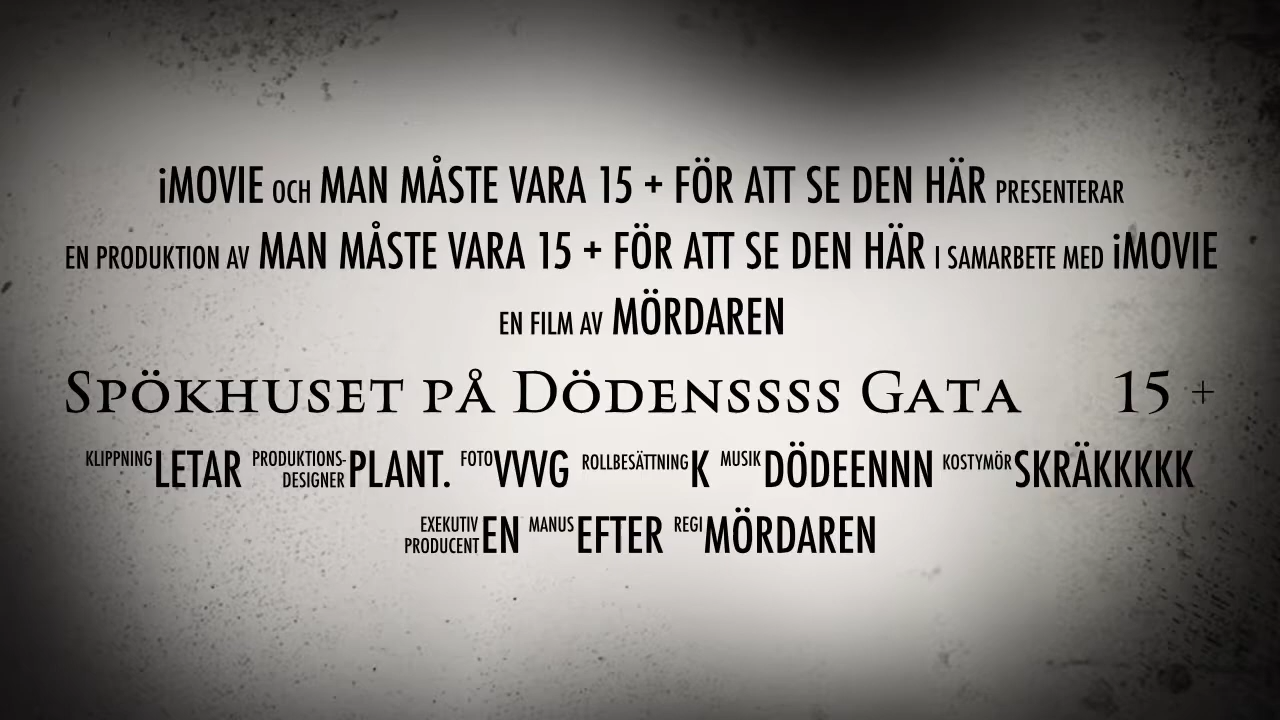 iMOVIE OCH MAN MÅSTE VARA 15 + FÖR ATT SE DEN HÄR PRESENTERAR
EN PRODUKTION AV MAN MÅSTE VARA 15 + FÖR ATT SE DEN HÄR I SAMARBETE MED iMOVIE
EN FILM AV MÖRDAREN
SPÖKHUSET PÅ DÖDENSSSS GATA 15 +
KLIPPNING LETAR PRODUKTIONS-DESIGNER PLANT. FOTO VVVG ROLLBESÄTTNING K MUSIK DÖDEENNN KOSTYMÖR SKRÄKKKKK
EXEKUTIV PRODUCENT EN MANUS EFTER REGI MÖRDAREN